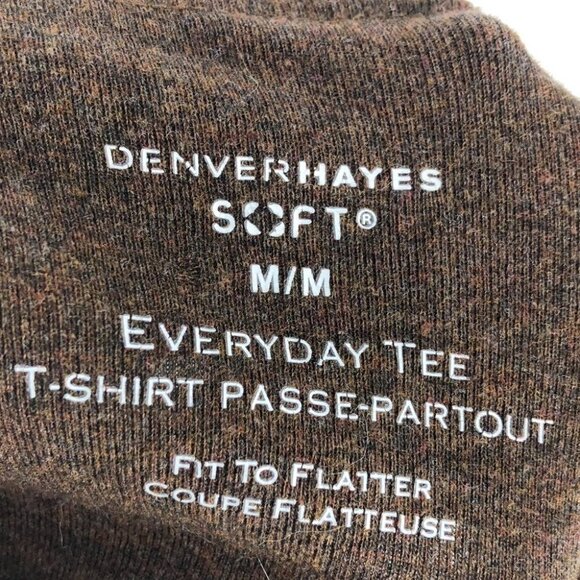 DENVERHAYES
SOFT®
M/M
EVERYDAY TEE
T-SHIRT PASSE-PARTOUT
FIT TO FLATTER
COUPE FLATTEUSE